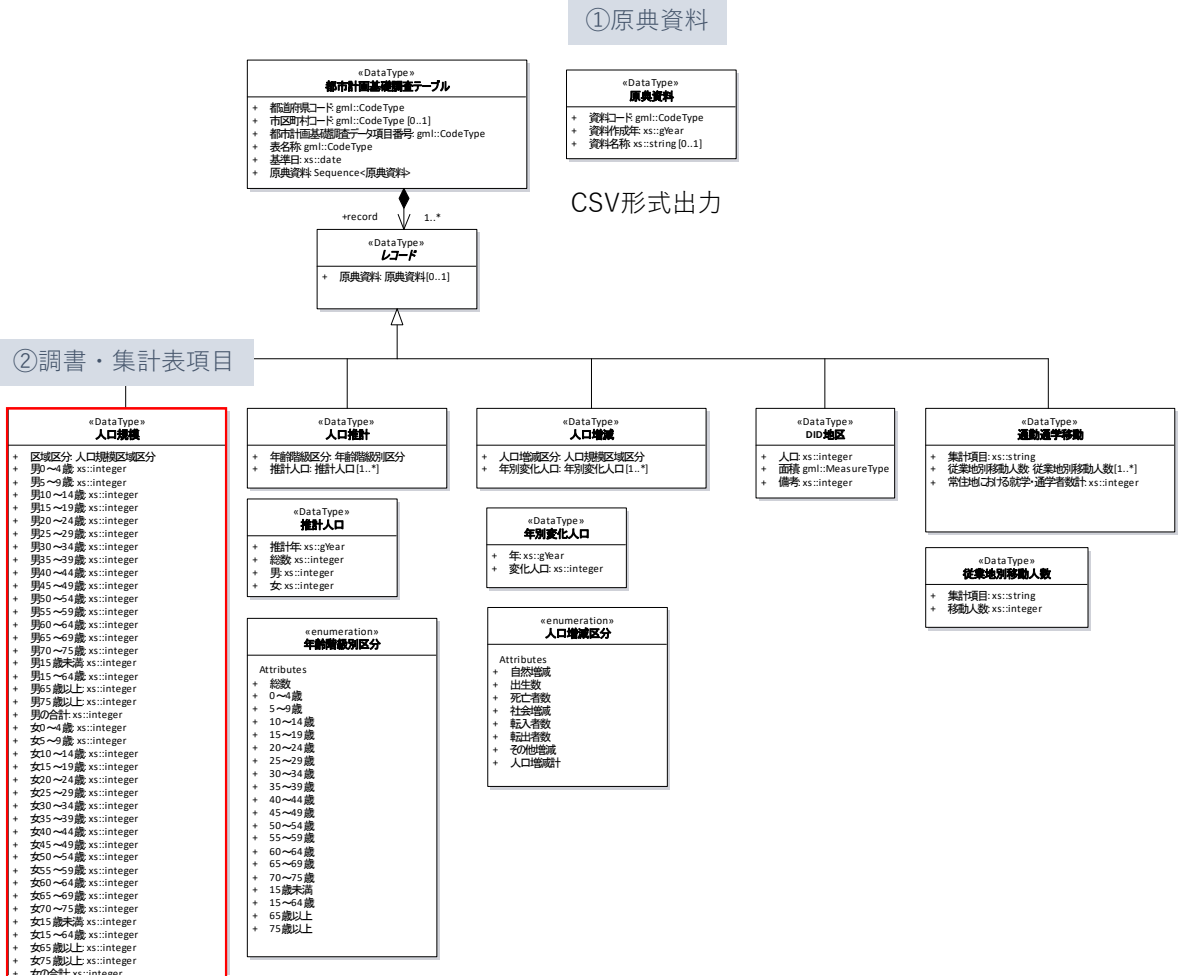 ①原典資料
«DataType»
都市計画基礎調査テーブル
+ 都道府県コード: gml::CodeType
+ 市区町村コード: gml::CodeType [0..1]
+ 都市計画基礎調査データ項目番号: gml::CodeType
+ 表名称: gml::CodeType
+ 基準日: xs::date
+ 原典資料: Sequence<原典資料>
«DataType»
原典資料
+ 資料コード: gml::CodeType
+ 資料作成年: xs::gYear
+ 資料名称: xs::string [0..1]
CSV形式出力
+record 1..*
«DataType»
レコード
+ 原典資料: 原典資料[0..1]
②調書・集計表項目
«DataType»
人口規模
+ 区域区分: 人口規模区域区分
+ 男0～4歳: xs::integer
+ 男5～9歳: xs::integer
+ 男10～14歳: xs::integer
+ 男15～19歳: xs::integer
+ 男20～24歳: xs::integer
+ 男25～29歳: xs::integer
+ 男30～34歳: xs::integer
+ 男35～39歳: xs::integer
+ 男40～44歳: xs::integer
+ 男45～49歳: xs::integer
+ 男50～54歳: xs::integer
+ 男55～59歳: xs::integer
+ 男60～64歳: xs::integer
+ 男65～69歳: xs::integer
+ 男70～75歳: xs::integer
+ 男15歳未満: xs::integer
+ 男15～64歳: xs::integer
+ 男65歳以上: xs::integer
+ 男75歳以上: xs::integer
+ 男の合計: xs::integer
+ 女0～4歳: xs::integer
+ 女5～9歳: xs::integer
+ 女10～14歳: xs::integer
+ 女15～19歳: xs::integer
+ 女20～24歳: xs::integer
+ 女25～29歳: xs::integer
+ 女30～34歳: xs::integer
+ 女35～39歳: xs::integer
+ 女40～44歳: xs::integer
+ 女45～49歳: xs::integer
+ 女50～54歳: xs::integer
+ 女55～59歳: xs::integer
+ 女60～64歳: xs::integer
+ 女65～69歳: xs::integer
+ 女70～75歳: xs::integer
+ 女15歳未満: xs::integer
+ 女15～64歳: xs::integer
+ 女65歳以上: xs::integer
+ 女75歳以上: xs::integer
+ 女の合計: xs::integer
«DataType»
人口推計
+ 年齢階級区分: 年齢階級別区分
+ 推計人口: 推計人口[1..*]
«DataType»
推計人口
+ 推計年: xs::gYear
+ 総数: xs::integer
+ 男: xs::integer
+ 女: xs::integer
«enumeration»
年齢階級別区分
Attributes
+ 総数
+ 0～4歳
+ 5～9歳
+ 10～14歳
+ 15～19歳
+ 20～24歳
+ 25～29歳
+ 30～34歳
+ 35～39歳
+ 40～44歳
+ 45～49歳
+ 50～54歳
+ 55～59歳
+ 60～64歳
+ 65～69歳
+ 70～75歳
+ 15歳未満
+ 15～64歳
+ 65歳以上
+ 75歳以上
«DataType»
人口増減
+ 人口増減区分: 人口規模区域区分
+ 年別変化人口: 年別変化人口[1..*]
«DataType»
年別変化人口
+ 年: xs::gYear
+ 変化人口: xs::integer
«enumeration»
人口増減区分
Attributes
+ 自然増減
+ 出生数
+ 死亡者数
+ 社会増減
+ 転入者数
+ 転出者数
+ その他増減
+ 人口増減計
«DataType»
DID地区
+ 人口: xs::integer
+ 面積: gml::MeasureType
+ 備考: xs::integer
«DataType»
通勤通学移動
+ 集計項目: xs::string
+ 従業地別移動人数: 従業地別移動人数[1..*]
+ 常住地における就学・通学者数計: xs::integer
«DataType»
従業地別移動人数
+ 集計項目: xs::string
+ 移動人数: xs::integer